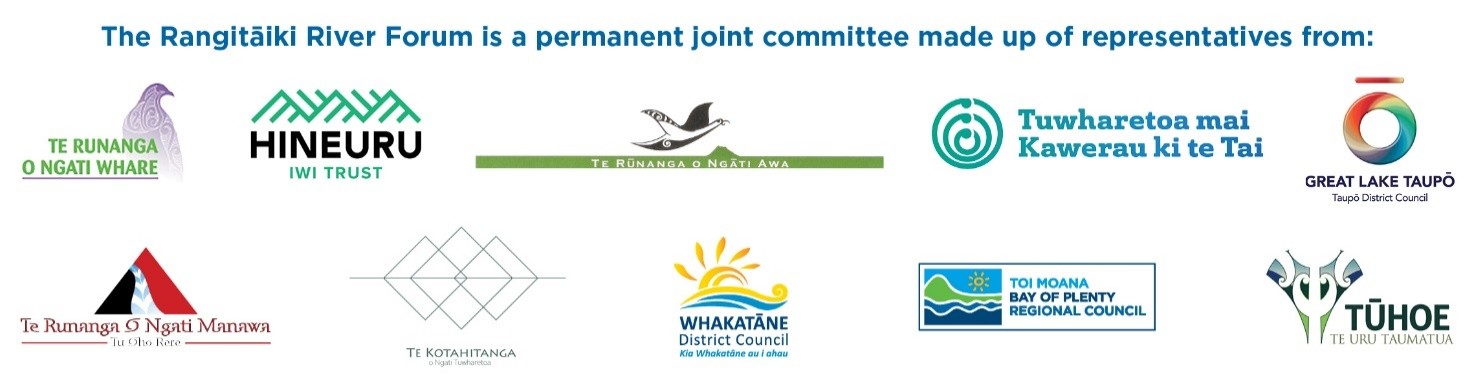 The Rangitāiki River Forum is a permanent joint committee made up of representatives from:
TE RUNANGA
O NGATI WHARE
HINEURU
IWI TRUST
TE RŪNANGA O NGĀTI AWA
Tuwharetoa mai
Kawerau ki te Tai
GREAT LAKE TAUPŌ
Taupō District Council
Te Runanga O Ngati Manawa
Tu Oho Rere
TE KOTAHITANGA
o Ngati Tuwharetoa
WHAKATĀNE
District Council
Kia Whakatāne au i ahau
TOI MOANA
BAY OF PLENTY
REGIONAL COUNCIL
TŪHOE
TE URU TAUMATUA